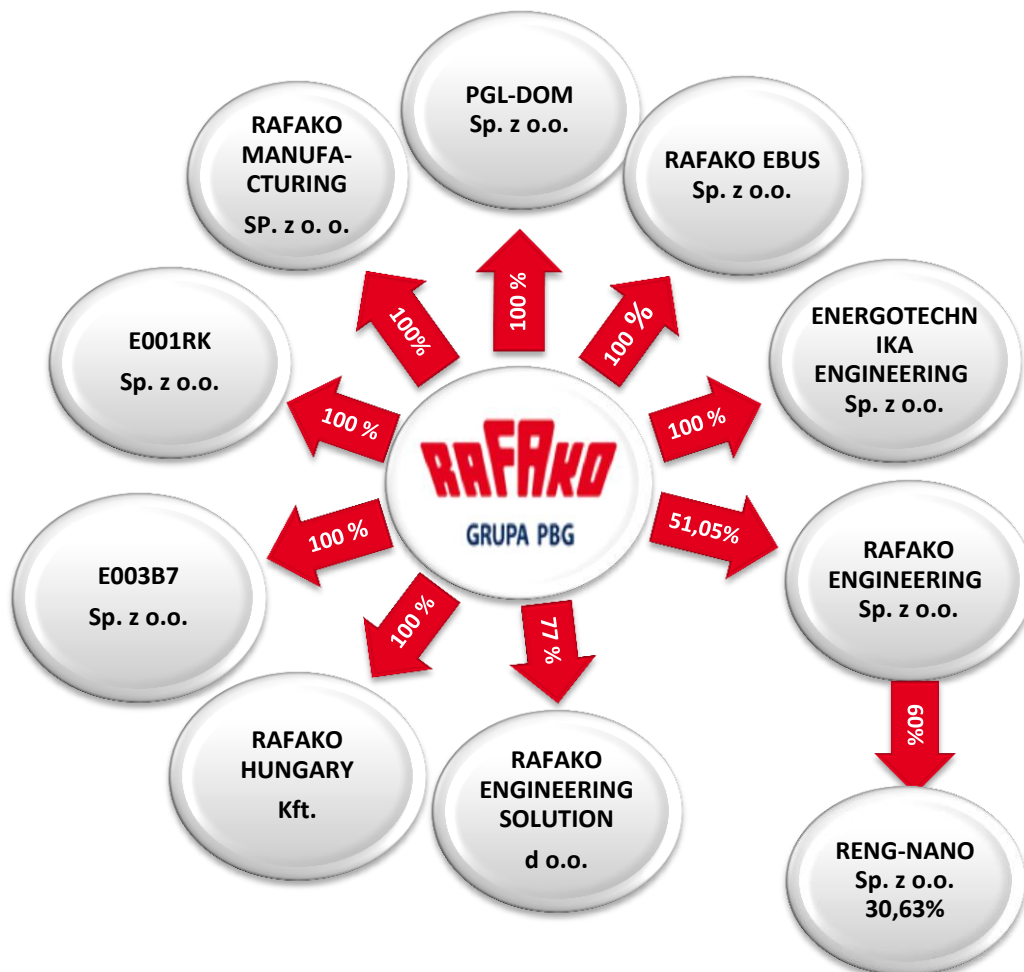 PGL-DOM
Sp. z o.o.
RAFAKO
MANUFA-
CTURING
SP. z o. o.
RAFAKO EBUS
Sp. z o.o.
100 %
100%
100 %
E001RK
Sp. z o.o.
ENERGOTECHN
IKA
ENGINEERING
Sp. z o.o.
100 %
100 %
RAFAKO
GRUPA PBG
100 %
51,05%
E003B7
Sp. z o.o.
RAFAKO
ENGINEERING
Sp. z o.o.
100 %
77 %
RAFAKO
HUNGARY
Kft.
RAFAKO
ENGINEERING
SOLUTION
d o.o.
60%
RENG-NANO
Sp. z o.o.
30,63%